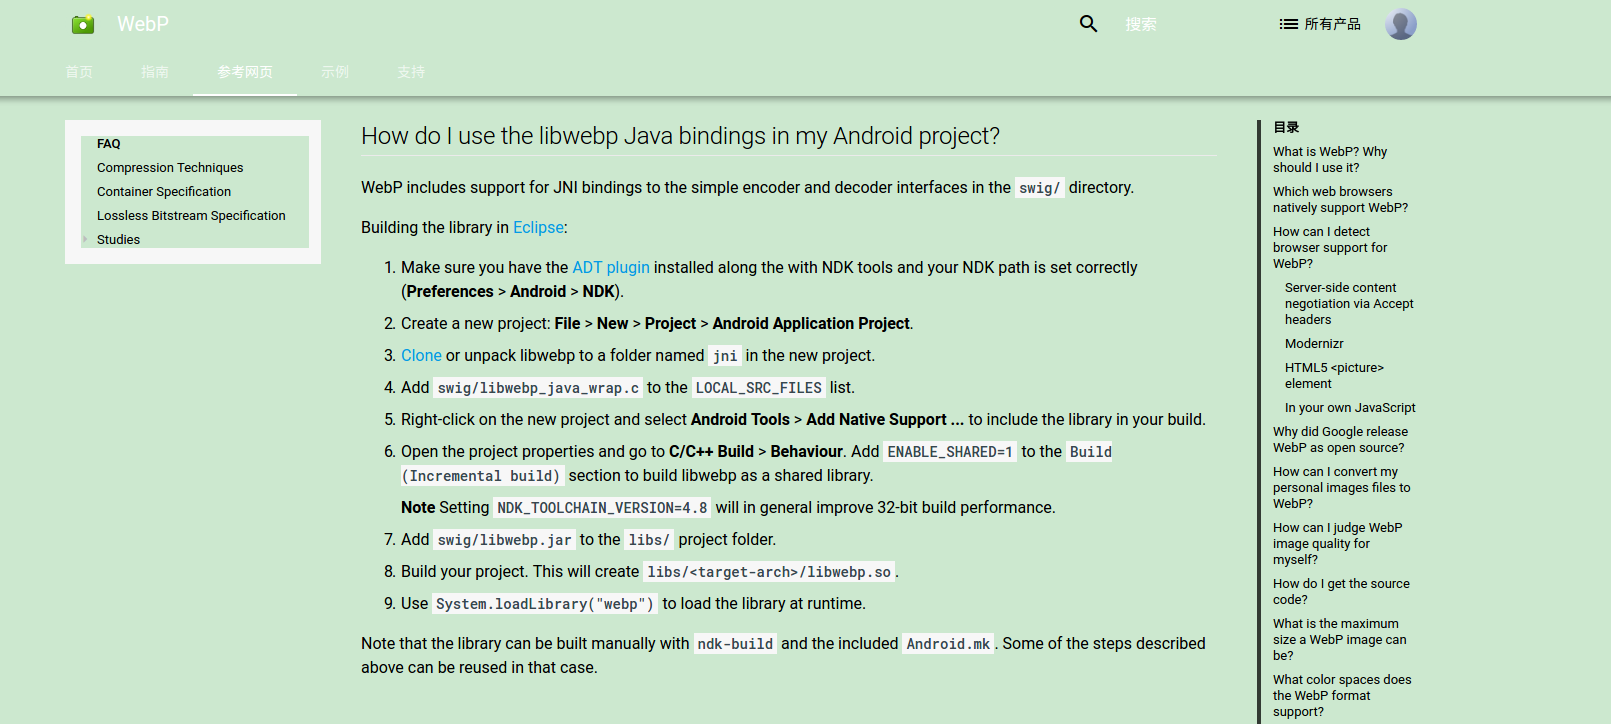 WebP
搜索
所有产品
首页 指南 参考网页 示例 支持
FAQ
Compression Techniques
Container Specification
Lossless Bitstream Specification
Studies
How do I use the libwebp Java bindings in my Android project?
WebP includes support for JNI bindings to the simple encoder and decoder interfaces in the swig/ directory.
Building the library in Eclipse:
1. Make sure you have the ADT plugin installed along the with NDK tools and your NDK path is set correctly
(Preferences > Android > NDK).
2. Create a new project: File > New > Project > Android Application Project.
3. Clone or unpack libwebp to a folder named jni in the new project.
4. Add swig/libwebp_java_wrap.c to the LOCAL_SRC_FILES list.
5. Right-click on the new project and select Android Tools > Add Native Support ... to include the library in your build.
6. Open the project properties and go to C/C++ Build > Behaviour. Add ENABLE_SHARED=1 to the Build
(Incremental build) section to build libwebp as a shared library.
Note Setting NDK_TOOLCHAIN_VERSION=4.8 will in general improve 32-bit build performance.
7. Add swig/libwebp.jar to the libs/ project folder.
8. Build your project. This will create libs/<target-arch>/libwebp.so.
9. Use System.loadLibrary("webp") to load the library at runtime.
Note that the library can be built manually with ndk-build and the included Android.mk. Some of the steps described
above can be reused in that case.
目录
What is WebP? Why
should I use it?
Which web browsers
natively support WebP?
How can I detect
browser support for
WebP?
Server-side content
negotiation via Accept
headers
Modernizr
HTML5 <picture>
element
In your own JavaScript
Why did Google release
WebP as open source?
How can I convert my
personal images files to
WebP?
How can I judge WebP
image quality for
myself?
How do I get the source
code?
What is the maximum
size a WebP image can
be?
What color spaces does
the WebP format
support?